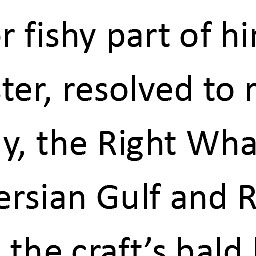 r fishy part of hi
ter, resolved to
y, the Right Wha
ersian Gulf and R
the craft’s bald